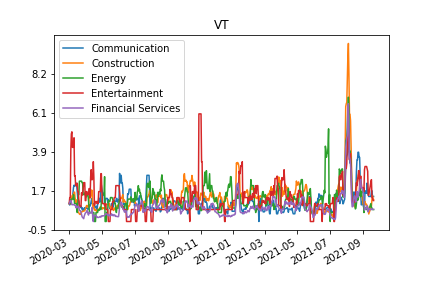 VT
Communication
Construction
Energy
Entertainment
Financial Services
8.2
6.1
3.9
1.7
-0.5
2020-03
2020-05
2020-07
2020-09
2020-11
2021-01
2021-03
2021-05
2021-07
2021-09